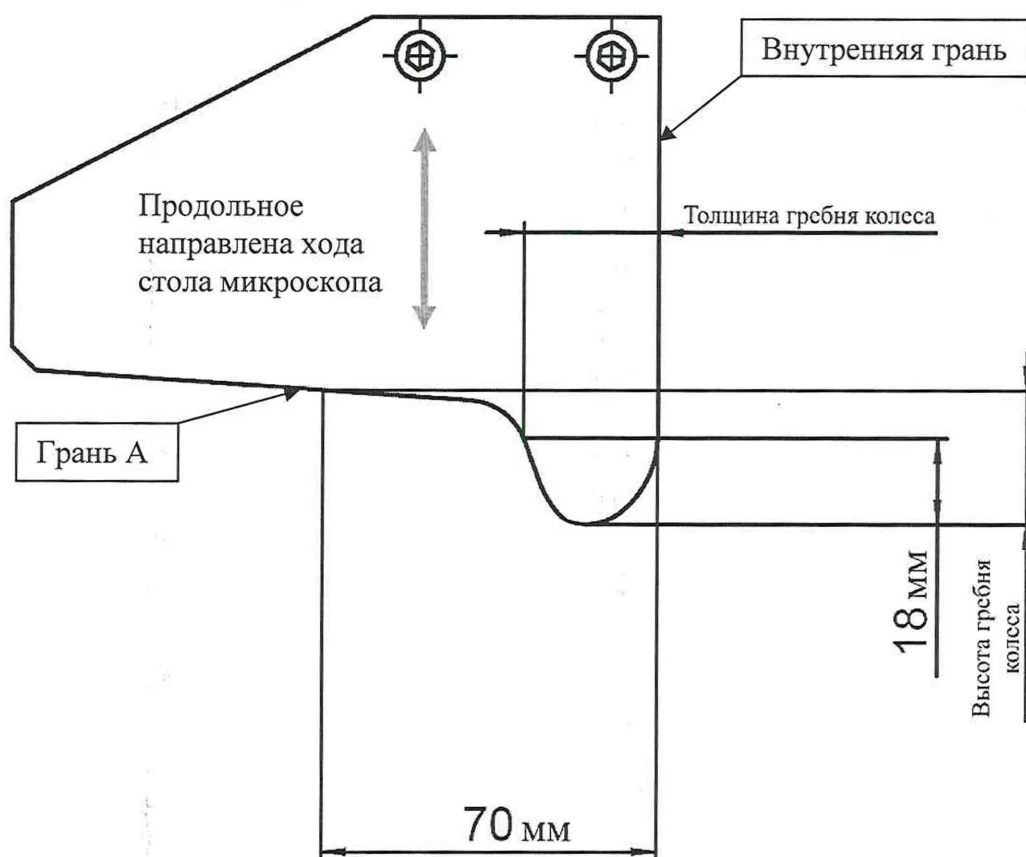 Внутренняя грань
Продольное
направлена хода
стола микроскопа
Толщина гребня колеса
Грань А
18 мм
Высота гребня
колеса
70 мм